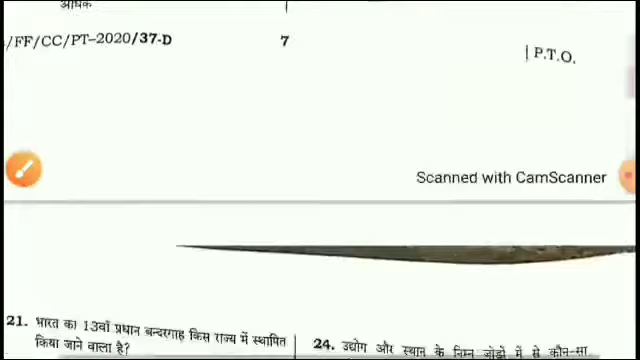 अधिक
/FF/CC/PT–2020/37-D
7
| P.T.O.
Scanned with CamScanner
21. भारत का 13वाँ प्रधान बन्दरगाह किस राज्य में स्थापित
किया जाने वाला है?
24. उद्योग और स्थान के निम्न जोड़ो में से कौन-सा